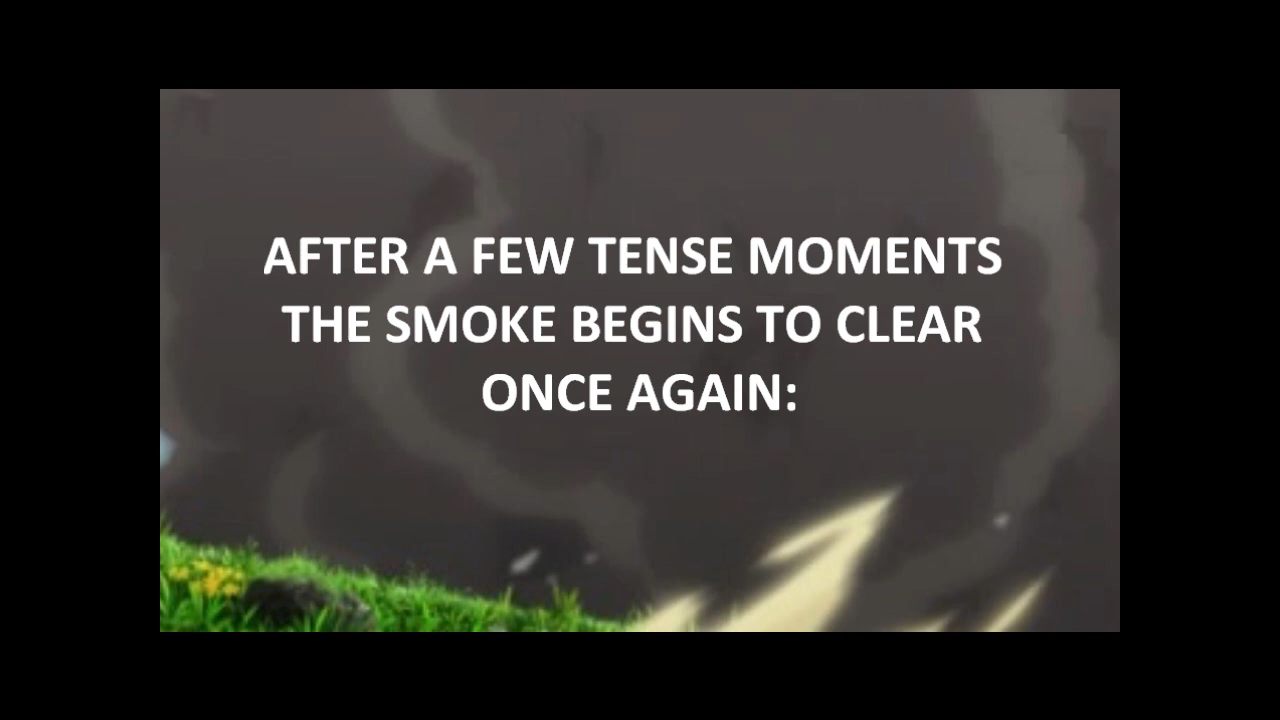 AFTER A FEW TENSE MOMENTS
THE SMOKE BEGINS TO CLEAR
ONCE AGAIN: